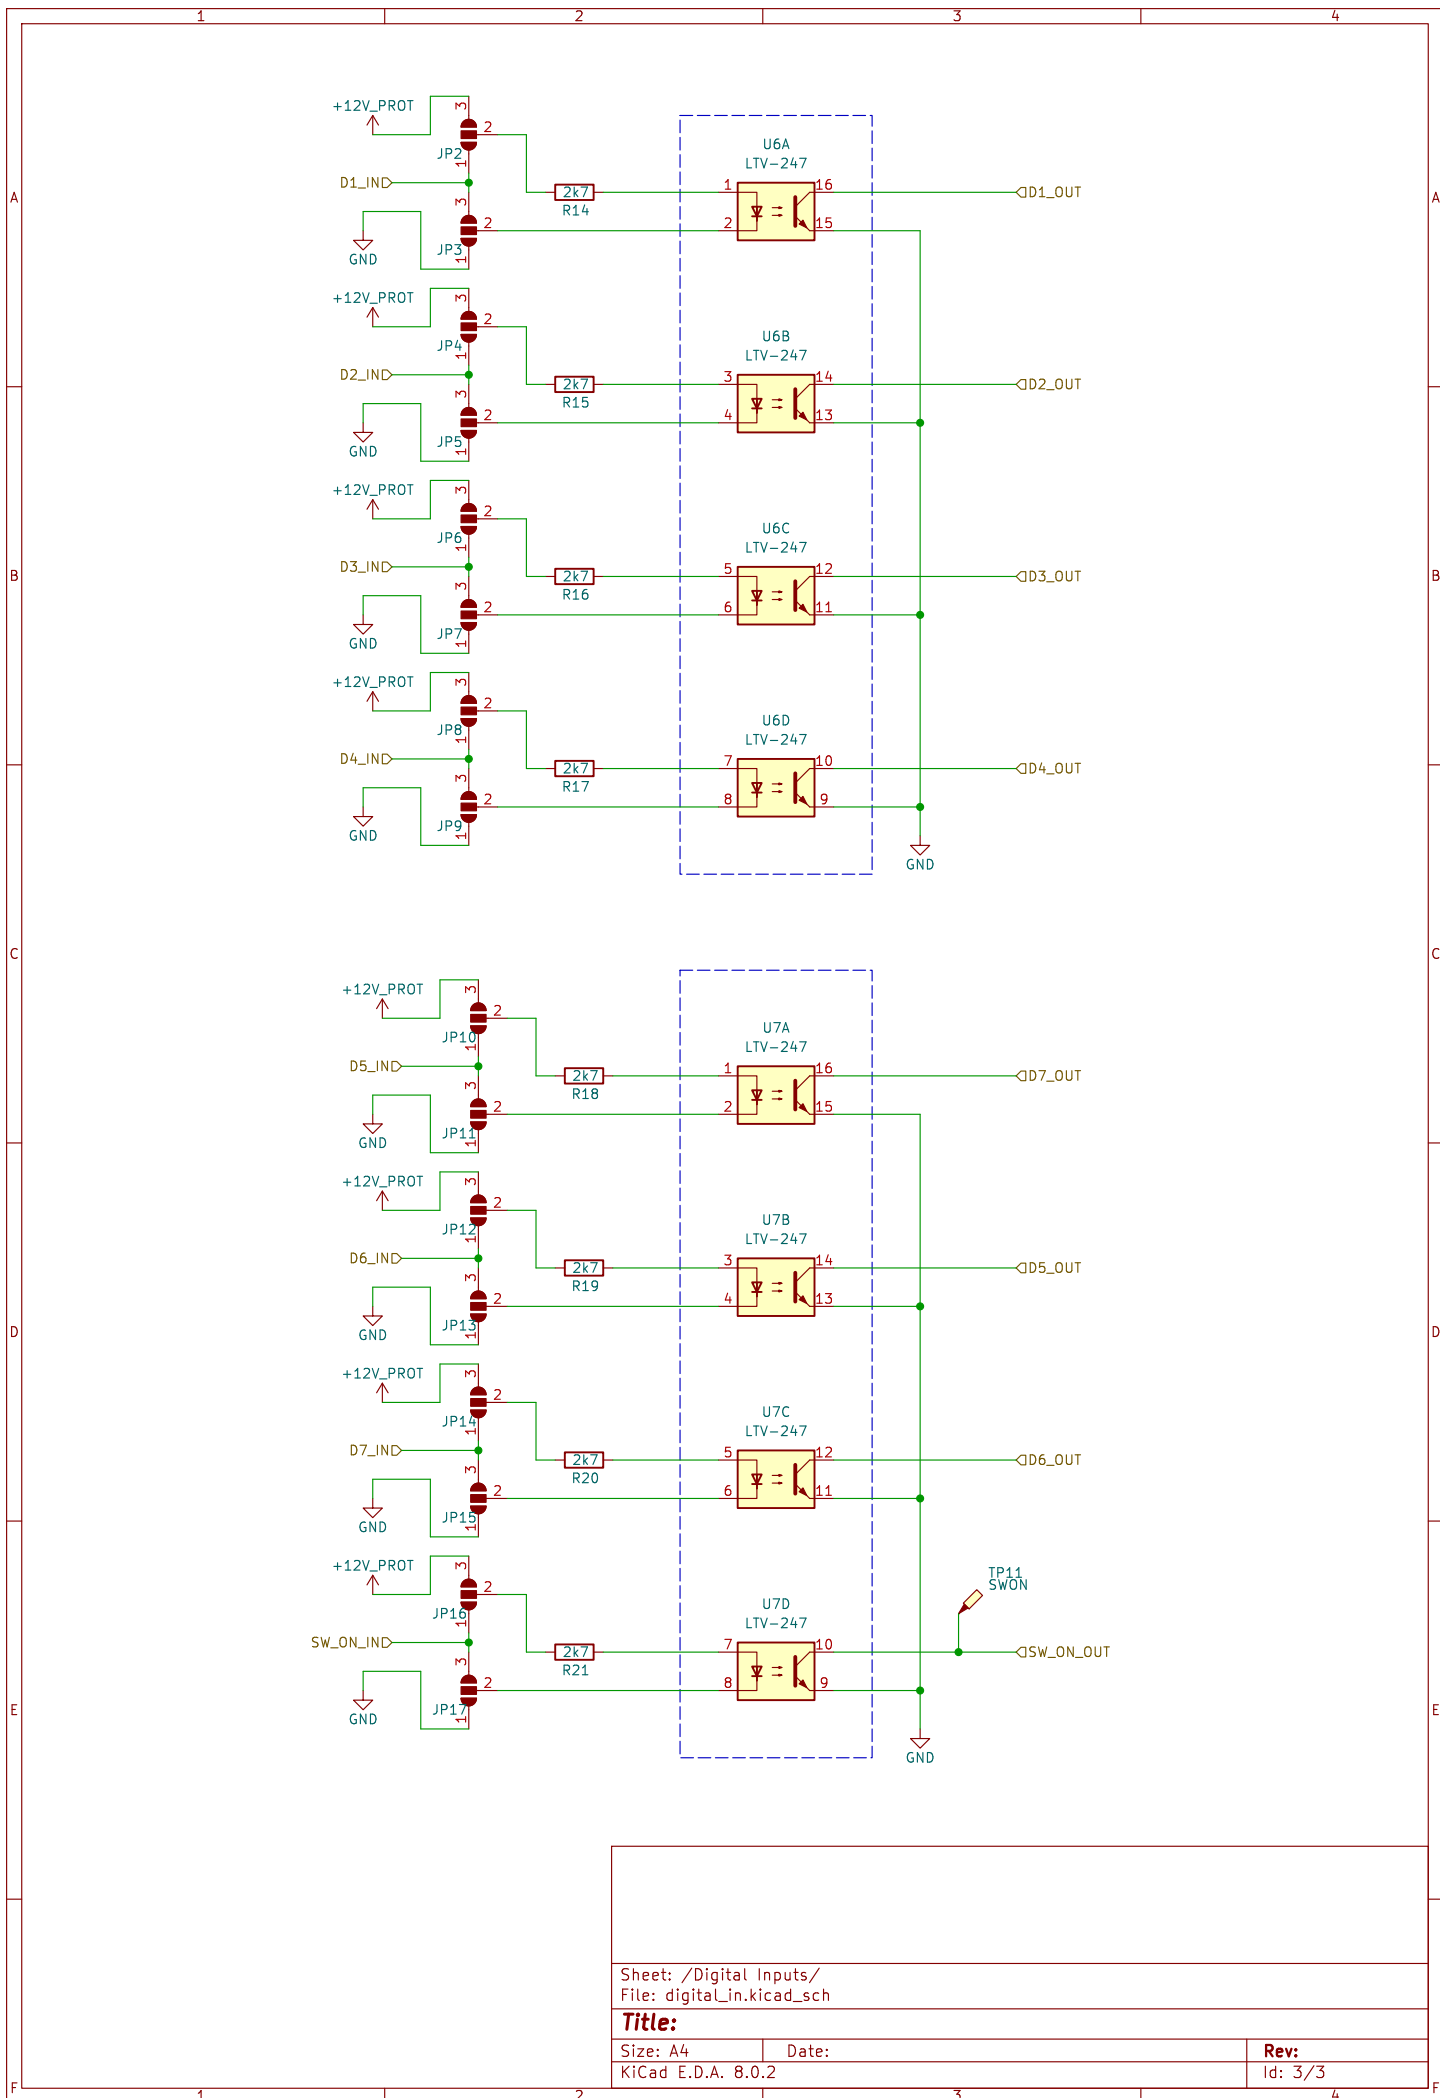 1 2 3 4
+12V_PROT
3
2
JP2
1
D1_IN
3
2
JP3
1
GND
2k7
R14
U6A
LTV-247
1 16
2 15
D1_OUT
A A
+12V_PROT
3
2
JP4
1
D2_IN
3
2
JP5
1
GND
2k7
R15
U6B
LTV-247
3 14
4 13
D2_OUT
+12V_PROT
3
2
JP6
1
D3_IN
3
2
JP7
1
GND
2k7
R16
U6C
LTV-247
5 12
6 11
D3_OUT
B B
+12V_PROT
3
2
JP8
1
D4_IN
3
2
JP9
1
GND
2k7
R17
U6D
LTV-247
7 10
8 9
D4_OUT
GND
C C
+12V_PROT
3
2
JP10
1
D5_IN
3
2
JP11
1
GND
2k7
R18
U7A
LTV-247
1 16
2 15
D7_OUT
+12V_PROT
3
2
JP12
1
D6_IN
3
2
JP13
1
GND
2k7
R19
U7B
LTV-247
3 14
4 13
D5_OUT
D D
+12V_PROT
3
2
JP14
1
D7_IN
3
2
JP15
1
GND
2k7
R20
U7C
LTV-247
5 12
6 11
D6_OUT
+12V_PROT
3
2
JP16
1
SW_ON_IN
3
2
JP17
1
GND
2k7
R21
U7D
LTV-247
7 10
8 9
TP11
SWON
SW_ON_OUT
GND
E E
Sheet: /Digital Inputs/
File: digital_in.kicad_sch
Title:
Size: A4 Date: Rev:
KiCad E.D.A. 8.0.2 Id: 3/3
F F
1 2 3 4